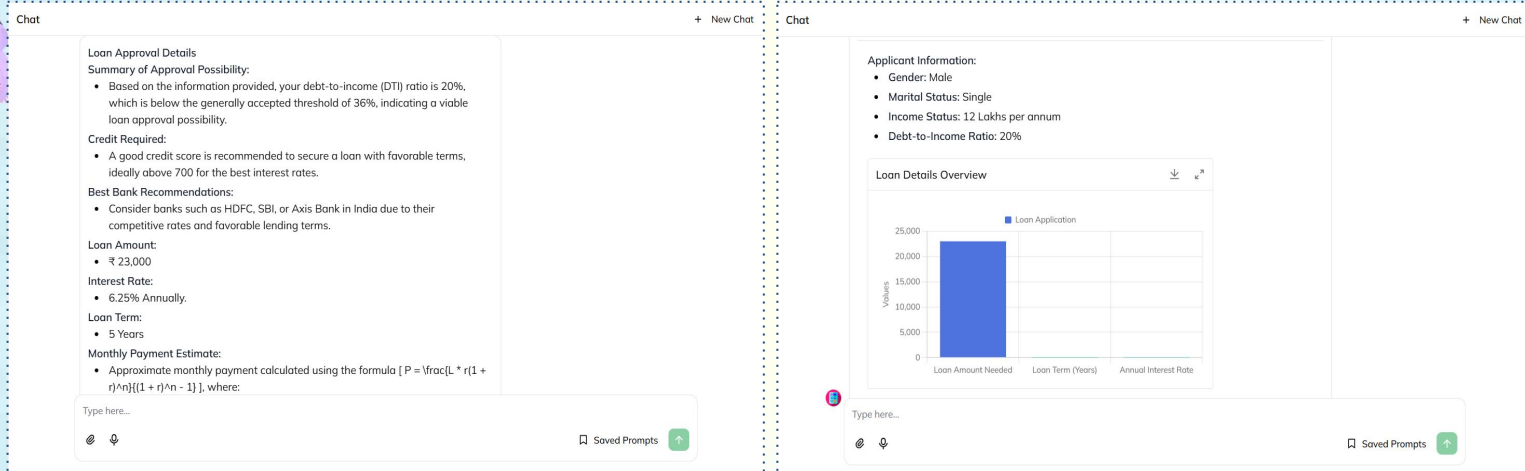 Chat
+ New Chat
Loan Approval Details
Summary of Approval Possibility:
• Based on the information provided, your debt-to-income (DTI) ratio is 20%,
which is below the generally accepted threshold of 36%, indicating a viable
loan approval possibility.
Credit Required:
• A good credit score is recommended to secure a loan with favorable terms,
ideally above 700 for the best interest rates.
Best Bank Recommendations:
• Consider banks such as HDFC, SBI, or Axis Bank in India due to their
competitive rates and favorable lending terms.
Loan Amount:
• ₹ 23,000
Interest Rate:
• 6.25% Annually.
Loan Term:
• 5 Years
Monthly Payment Estimate:
• Approximate monthly payment calculated using the formula [ P = \frac{L * r(1 +
r)^n}{(1 + r)^n - 1} ], where:
Type here...
Saved Prompts
Chat
+ New Chat
Applicant Information:
• Gender: Male
• Marital Status: Single
• Income Status: 12 Lakhs per annum
• Debt-to-Income Ratio: 20%
Loan Details Overview
Loan Application
25,000
20,000
15,000
10,000
5,000
0
Values
Loan Amount Needed
Loan Term (Years)
Annual Interest Rate
Type here...
Saved Prompts